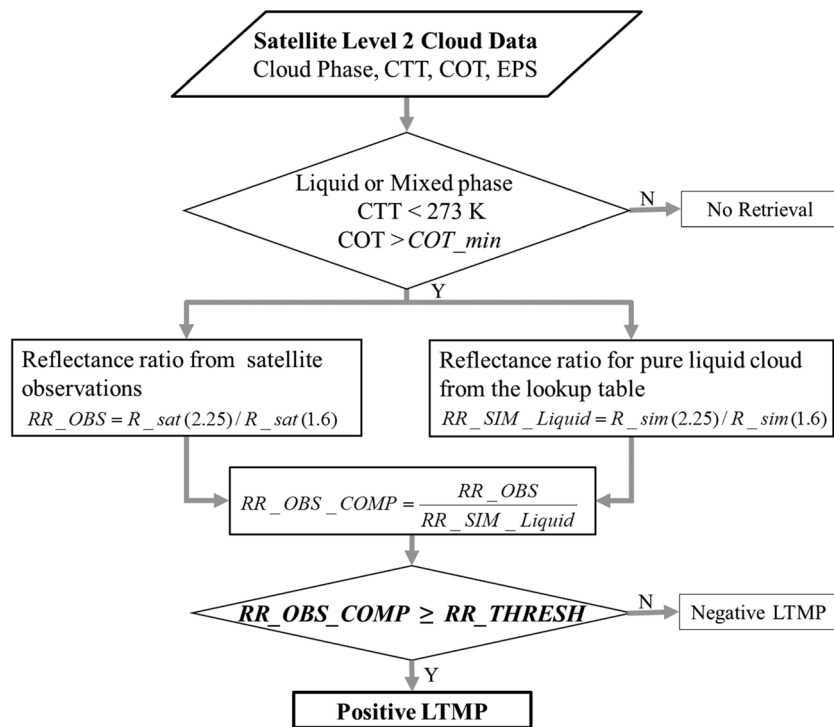 Satellite Level 2 Cloud Data
Cloud Phase, CTT, COT, EPS
Liquid or Mixed phase
CTT < 273 K
COT > COT_min
N
No Retrieval
Y
Reflectance ratio from satellite
observations
RR_OBS = R_sat(2.25)/R_sat(1.6)
Reflectance ratio for pure liquid cloud
from the lookup table
RR_SIM_Liquid = R_sim(2.25)/R_sim(1.6)
RR_OBS_COMP = RR_OBS
RR_SIM_Liquid
RR_OBS_COMP ≥ RR_THRESH
N
Negative LTMP
Y
Positive LTMP